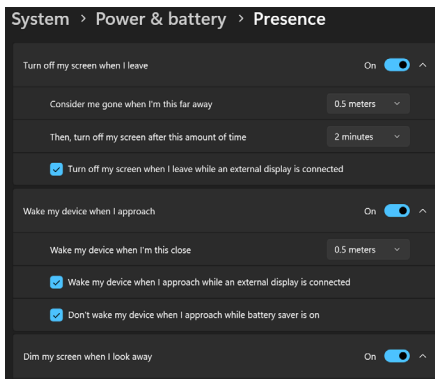 System > Power & battery > Presence
Turn off my screen when I leave On
Consider me gone when I'm this far away 0.5 meters
Then, turn off my screen after this amount of time 2 minutes
Turn off my screen when I leave while an external display is connected
Wake my device when I approach On
Wake my device when I'm this close 0.5 meters
Wake my device when I approach while an external display is connected
Don't wake my device when I approach while battery saver is on
Dim my screen when I look away On